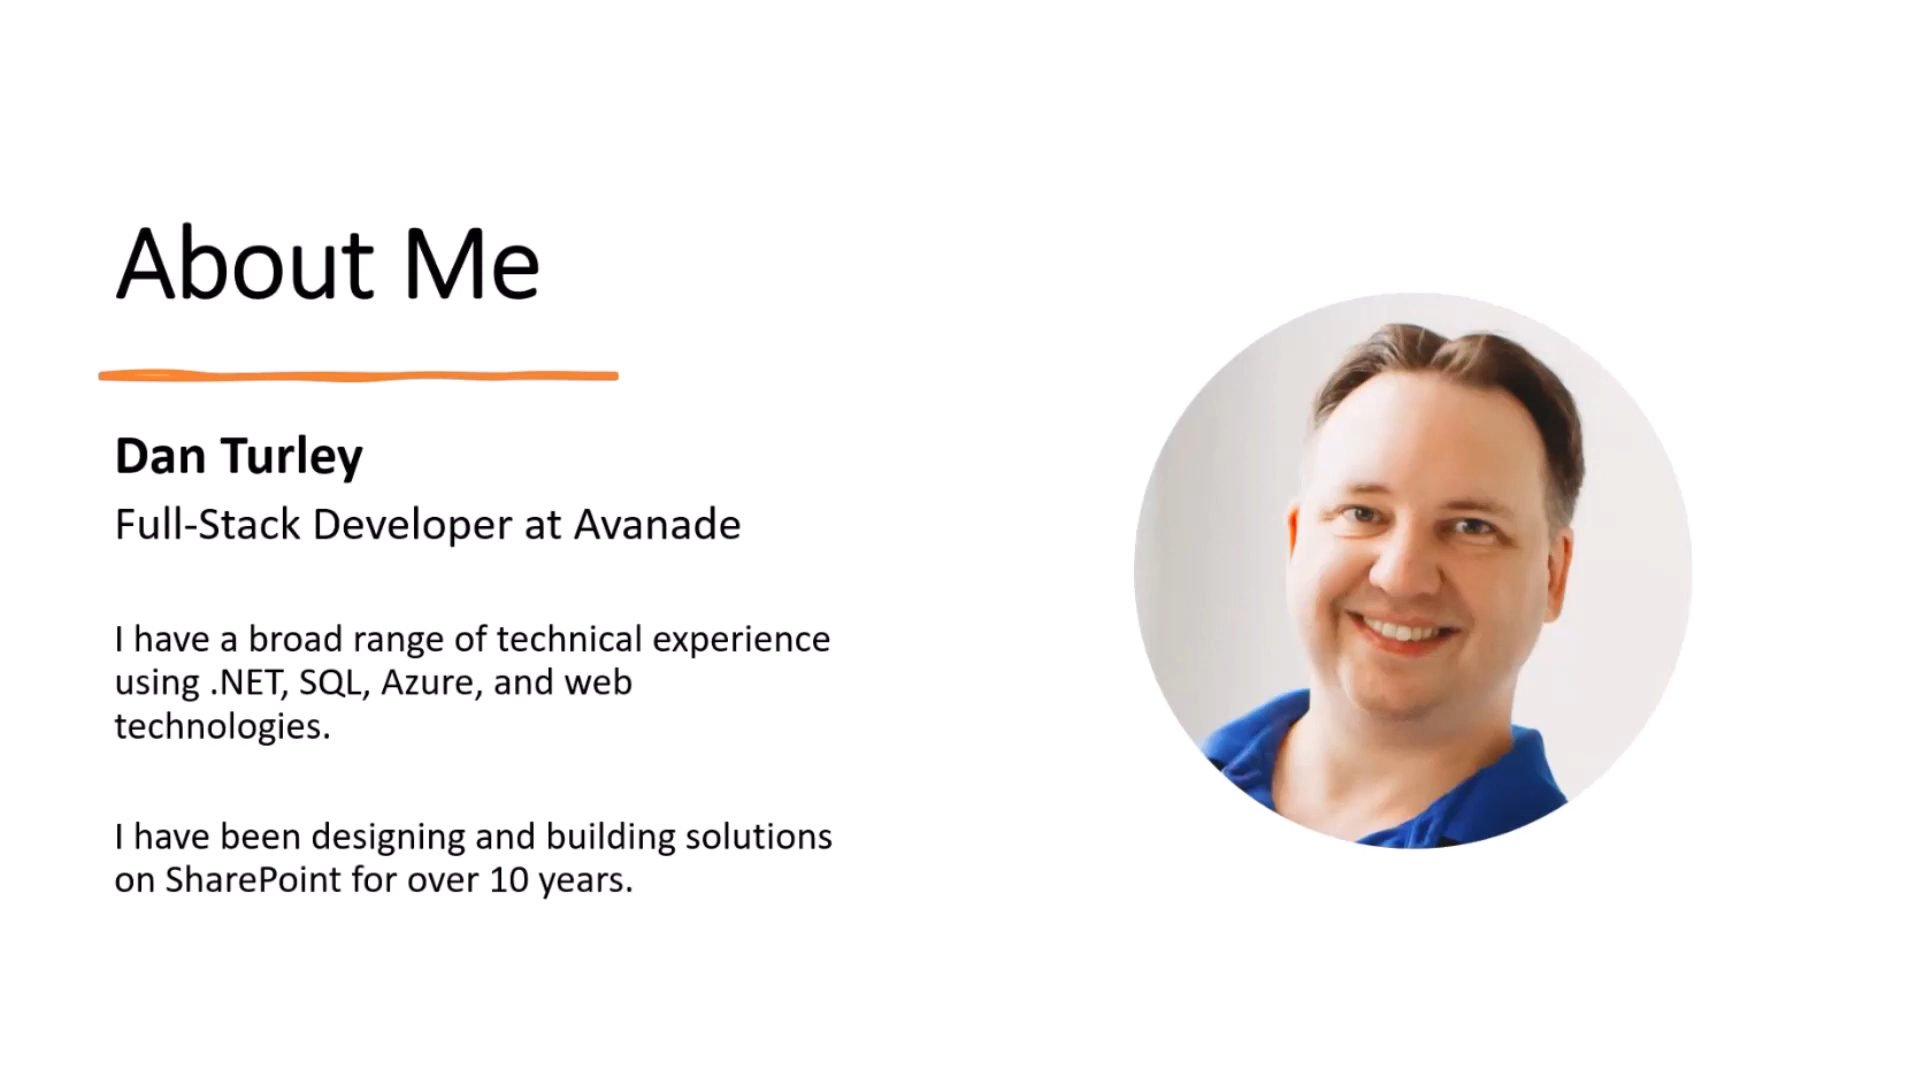 About Me
Dan Turley
Full-Stack Developer at Avanade
I have a broad range of technical experience
using .NET, SQL, Azure, and web
technologies.
I have been designing and building solutions
on SharePoint for over 10 years.